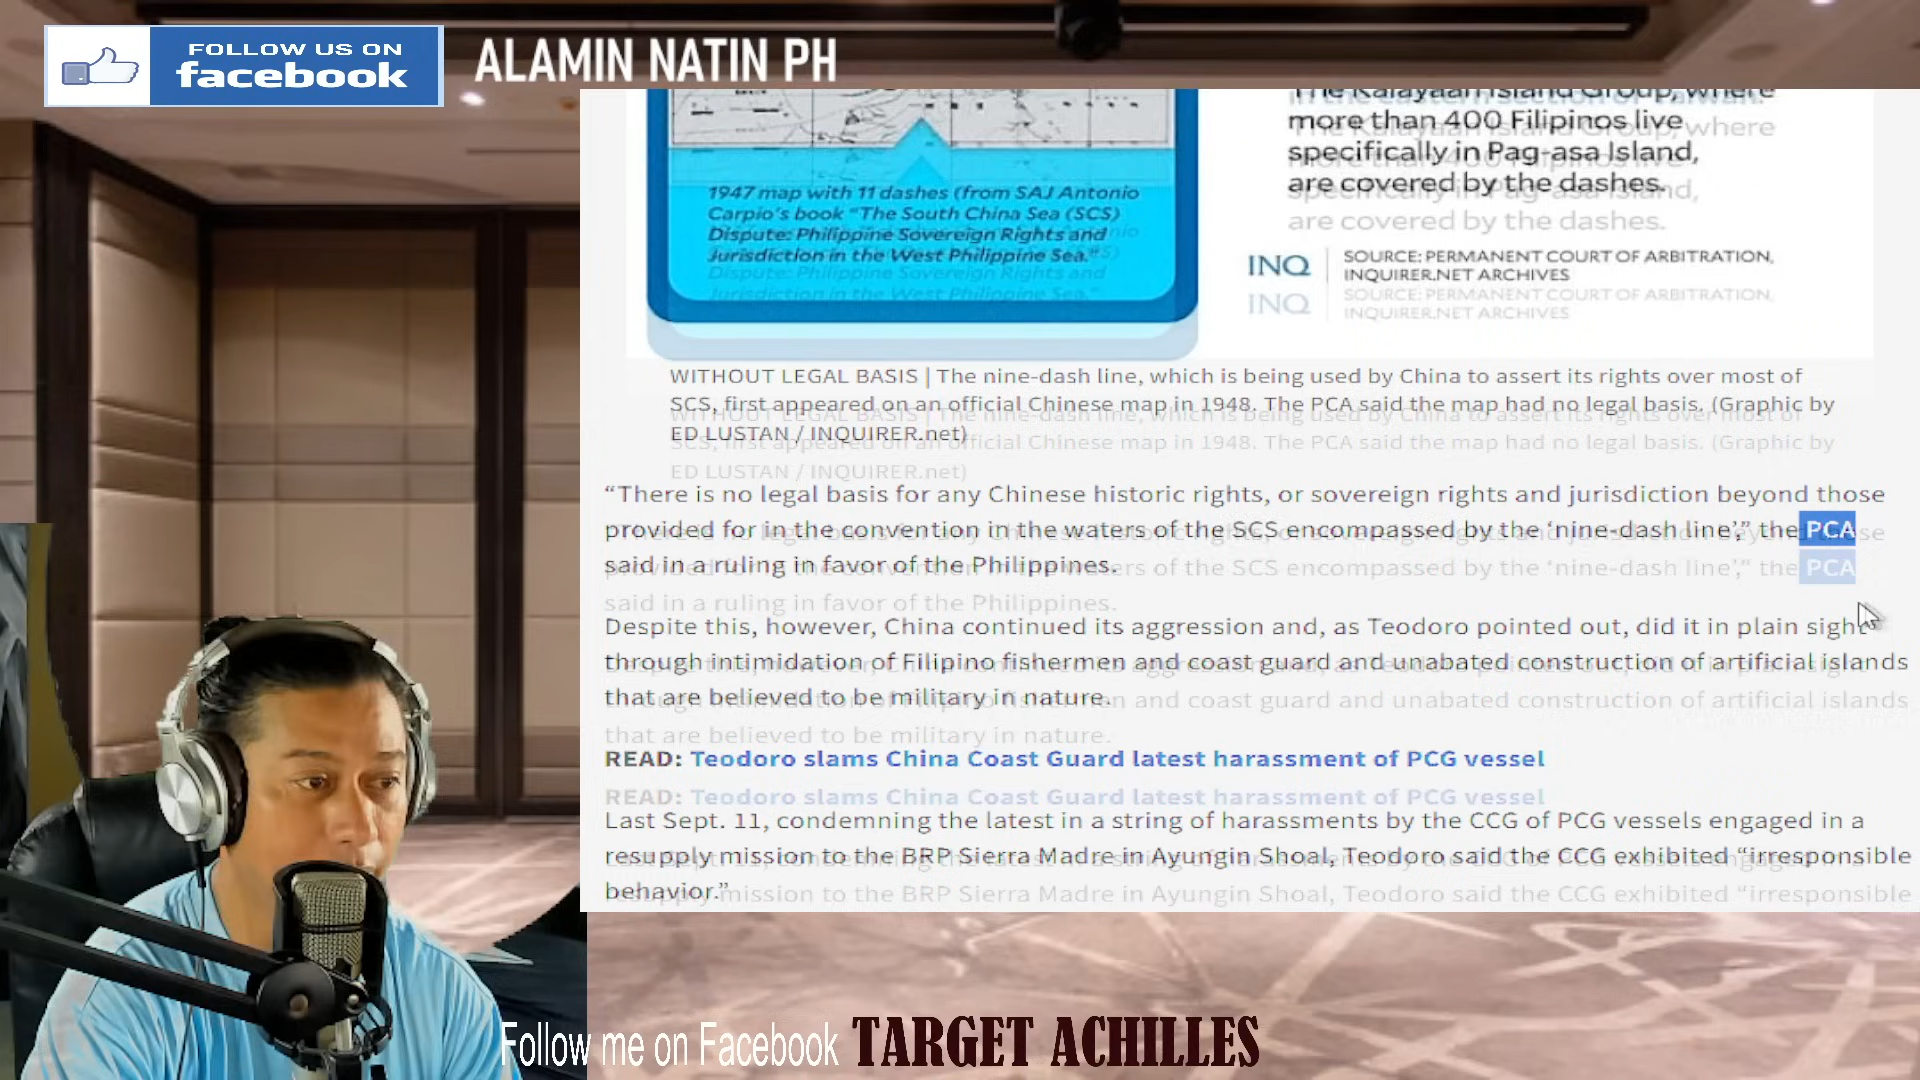 FOLLOW US ON
facebook
ALAMIN NATIN PH
The Kalayaan Island Group, where
more than 400 Filipinos live
specifically in Pag-asa Island,
are covered by the dashes.
1947 map with 11 dashes (from SAJ Antonio
Carpio's book "The South China Sea (SCS)
Dispute: Philippine Sovereign Rights and
Jurisdiction in the West Philippine Sea."
INQ
SOURCE: PERMANENT COURT OF ARBITRATION,
INQUIRER.NET ARCHIVES
WITHOUT LEGAL BASIS | The nine-dash line, which is being used by China to assert its rights over most of
SCS, first appeared on an official Chinese map in 1948. The PCA said the map had no legal basis. (Graphic by
ED LUSTAN / INQUIRER.net)
“There is no legal basis for any Chinese historic rights, or sovereign rights and jurisdiction beyond those
provided for in the convention in the waters of the SCS encompassed by the ‘nine-dash line’,” the PCA
said in a ruling in favor of the Philippines.
Despite this, however, China continued its aggression and, as Teodoro pointed out, did it in plain sight
through intimidation of Filipino fishermen and coast guard and unabated construction of artificial islands
that are believed to be military in nature.
READ: Teodoro slams China Coast Guard latest harassment of PCG vessel
Last Sept. 11, condemning the latest in a string of harassments by the CCG of PCG vessels engaged in a
resupply mission to the BRP Sierra Madre in Ayungin Shoal, Teodoro said the CCG exhibited “irresponsible
behavior.”
Follow me on Facebook TARGET ACHILLES